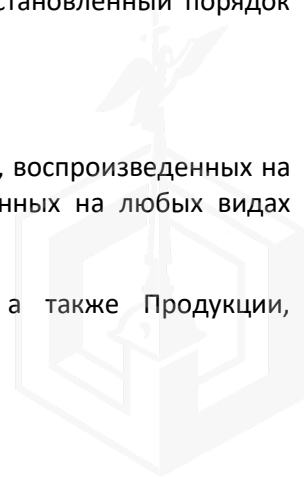 становленный порядок
, воспроизведенных на
нных на любых видах
а также Продукции,